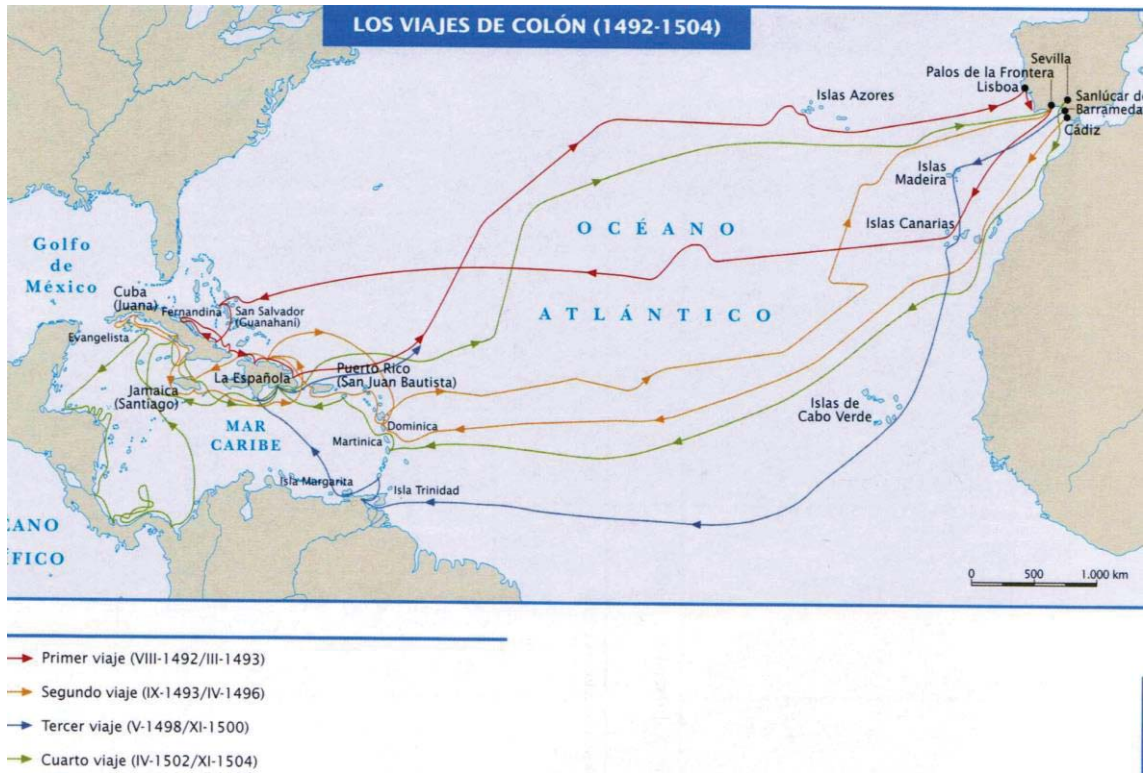 LOS VIAJES DE COLÓN (1492-1504)
Sevilla
Palos de la Frontera
Lisboa
Sanlúcar de
Barrameda
Cádiz
Islas Azores
Islas
Madeira
Islas Canarias
OCÉANO
ATLÁNTICO
Golfo
de
México
Cuba
(Juana)
Fernandina
San Salvador
(Guanahaní)
Evangelista
La Española
Puerto Rico
(San Juan Bautista)
Jamaica
(Santiago)
MAR
CARIBE
Dominica
Martinica
Islas de
Cabo Verde
Isla Margarita
Isla Trinidad
EANO
ÍFICO
0 500 1.000 km
Primer viaje (VIII-1492/III-1493)
Segundo viaje (IX-1493/IV-1496)
Tercer viaje (V-1498/XI-1500)
Cuarto viaje (IV-1502/XI-1504)